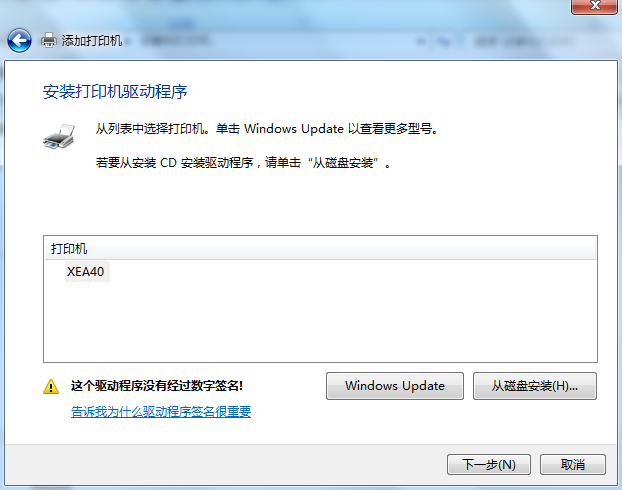 添加打印机
安装打印机驱动程序
从列表中选择打印机。单击 Windows Update 以查看更多型号。
若要从安装 CD 安装驱动程序，请单击“从磁盘安装”。
打印机
XEA40
这个驱动程序没有经过数字签名!
告诉我为什么驱动程序签名很重要
Windows Update
从磁盘安装(H)...
下一步(N)
取消